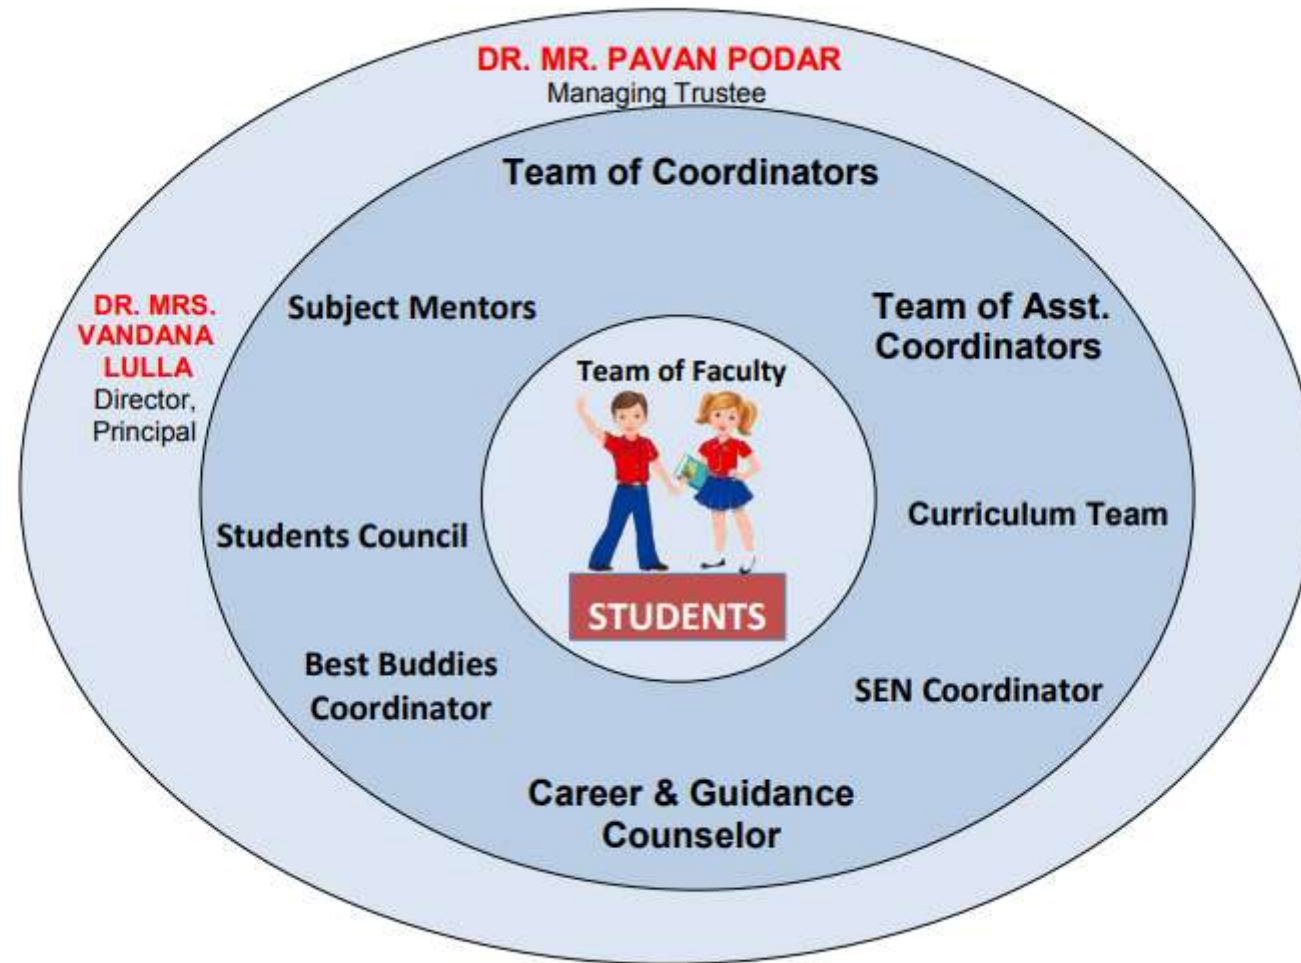 DR. MR. PAVAN PODAR
Managing Trustee
Team of Coordinators
DR. MRS.
VANDANA
LULLA
Director,
Principal
Subject Mentors
Team of Asst.
Coordinators
Team of Faculty
STUDENTS
Students Council
Curriculum Team
Best Buddies
Coordinator
SEN Coordinator
Career & Guidance
Counselor